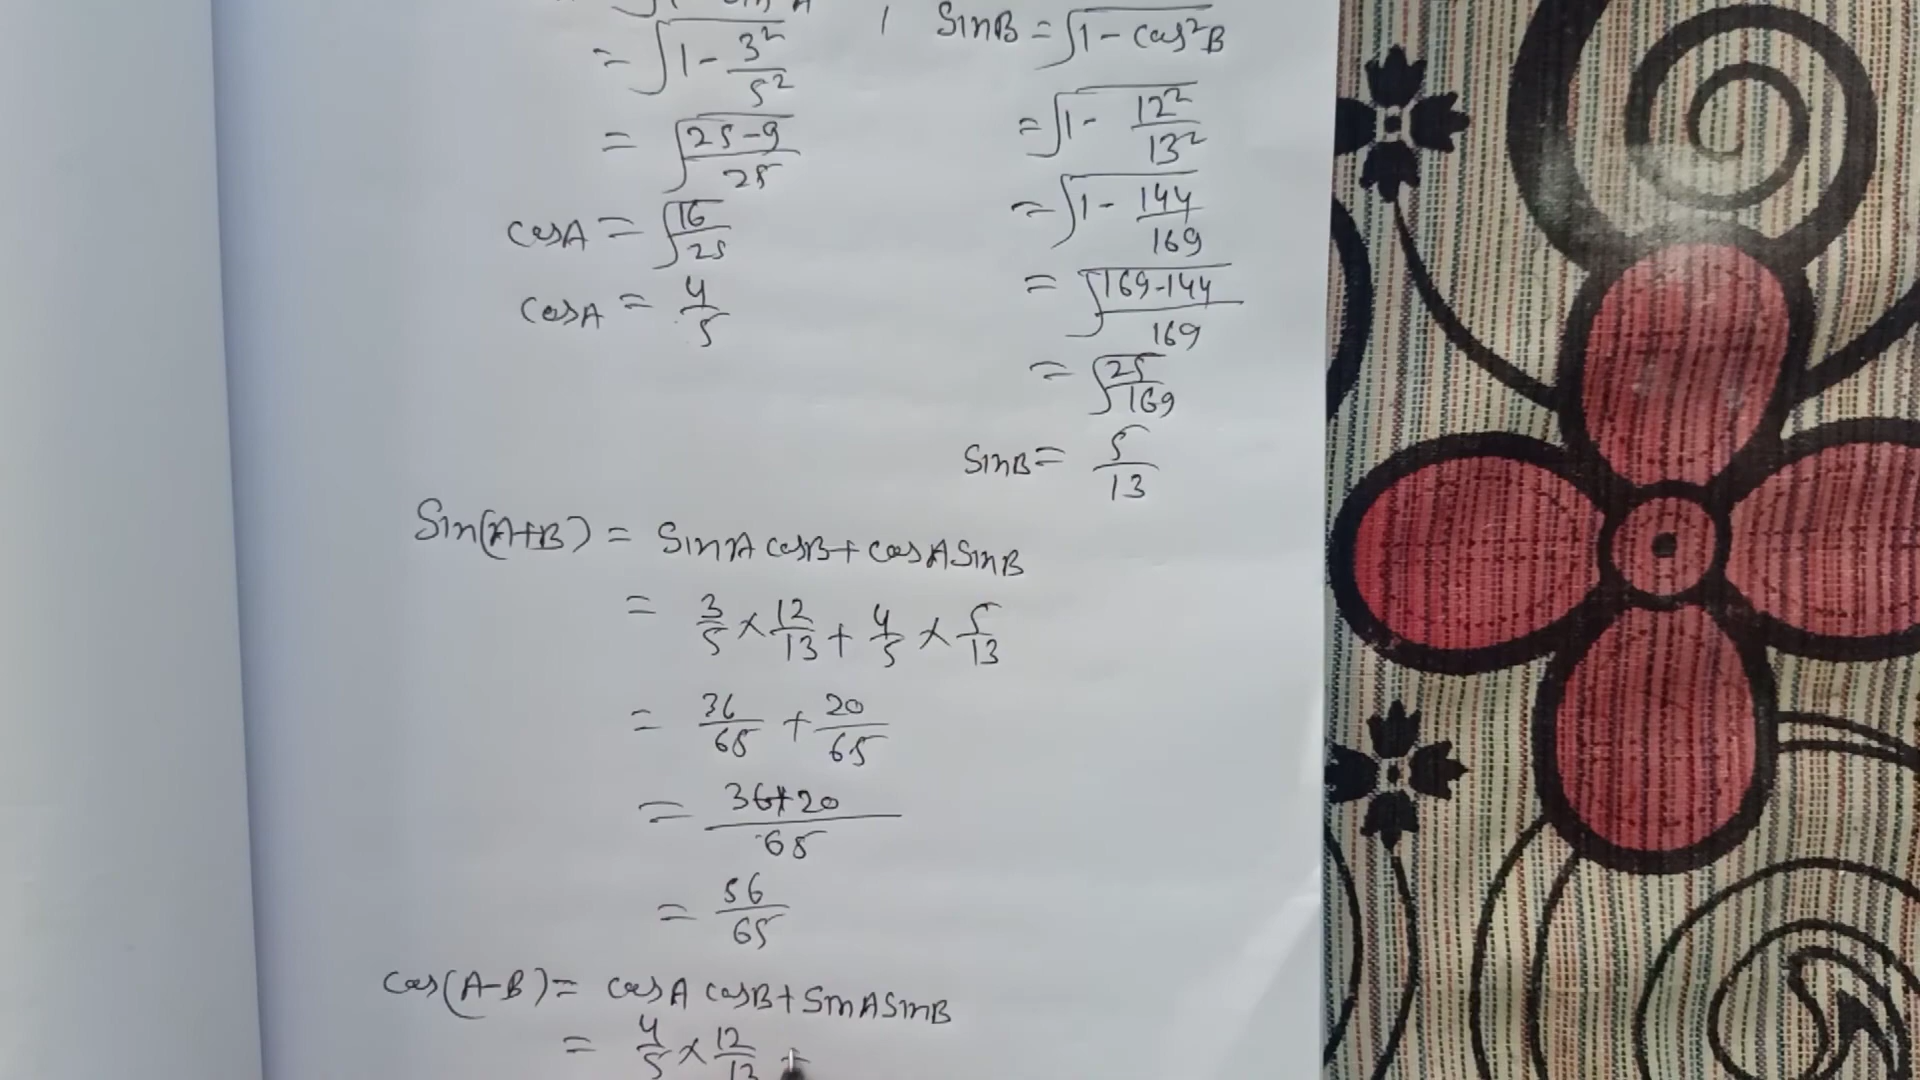 = √1 - 3²/5²
= √25-9/25
cosA = √16/25
cosA = 4/5
SinB = √1 - cos²B
= √1 - 12²/13²
= √1 - 144/169
= √169-144/169
= √25/169
SinB = 5/13
Sin(A+B) = SinA cosB + cosA SinB
= 3/5 × 12/13 + 4/5 × 5/13
= 36/65 + 20/65
= 36+20/65
= 56/65
cos(A-B) = cosA cosB + SinA SinB
= 4/5 × 12/13 +